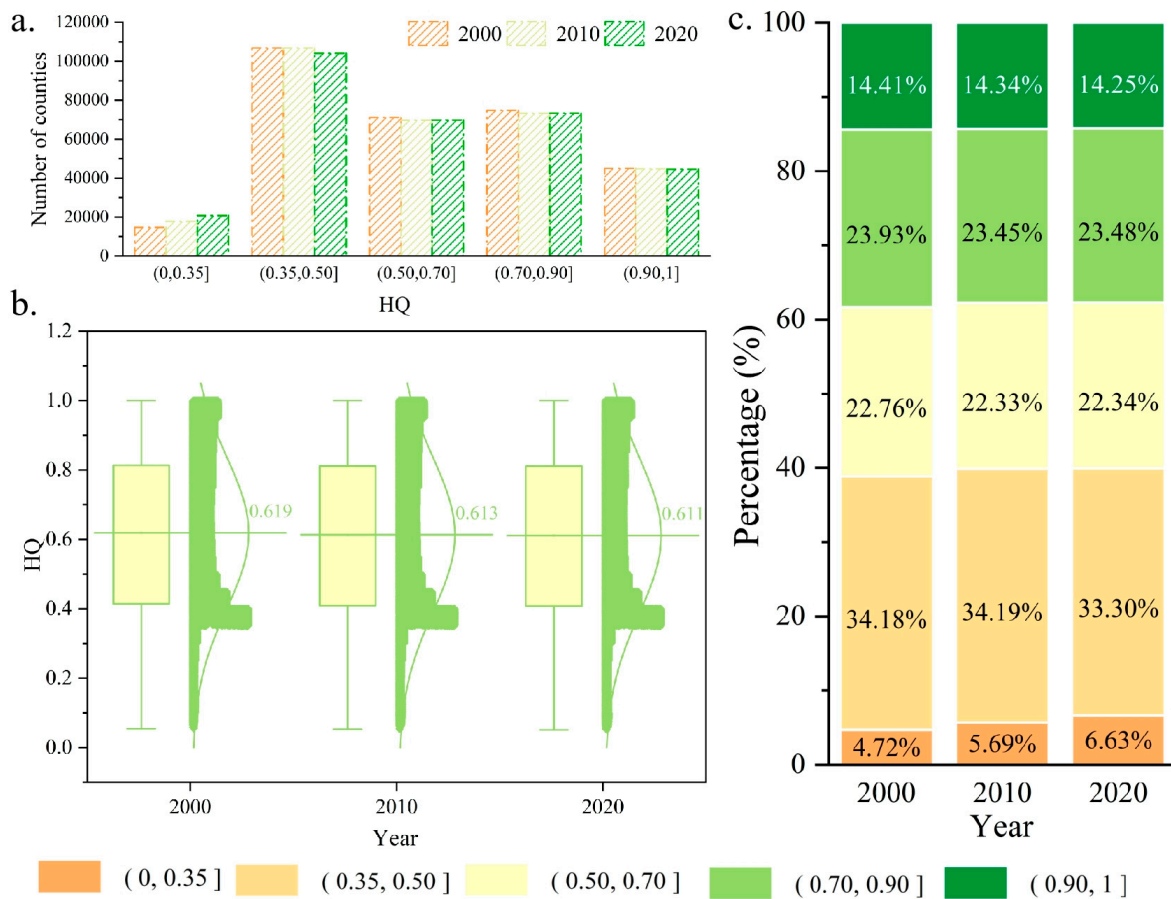 a.
120000
100000
80000
60000
40000
20000
0
Number of counties
2000 2010 2020
(0,0.35] (0.35,0.50] (0.50,0.70] (0.70,0.90] (0.90,1]
HQ
b.
1.2
1.0
0.8
0.6
0.4
0.2
0.0
HQ
0.619 0.613 0.611
2000 2010 2020
Year
c.
100
80
60
40
20
0
Percentage (%)
14.41% 14.34% 14.25%
23.93% 23.45% 23.48%
22.76% 22.33% 22.34%
34.18% 34.19% 33.30%
4.72% 5.69% 6.63%
2000 2010 2020
Year
( 0, 0.35 ] ( 0.35, 0.50 ] ( 0.50, 0.70 ] ( 0.70, 0.90 ] ( 0.90, 1 ]